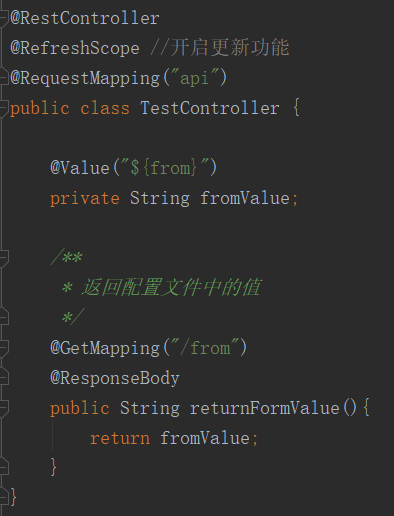 @RestController
@RefreshScope //开启更新功能
@RequestMapping("api")
public class TestController {
@Value("${from}")
private String fromValue;
/**
* 返回配置文件中的值
*/
@GetMapping("/from")
@ResponseBody
public String returnFormValue(){
return fromValue;
}
}